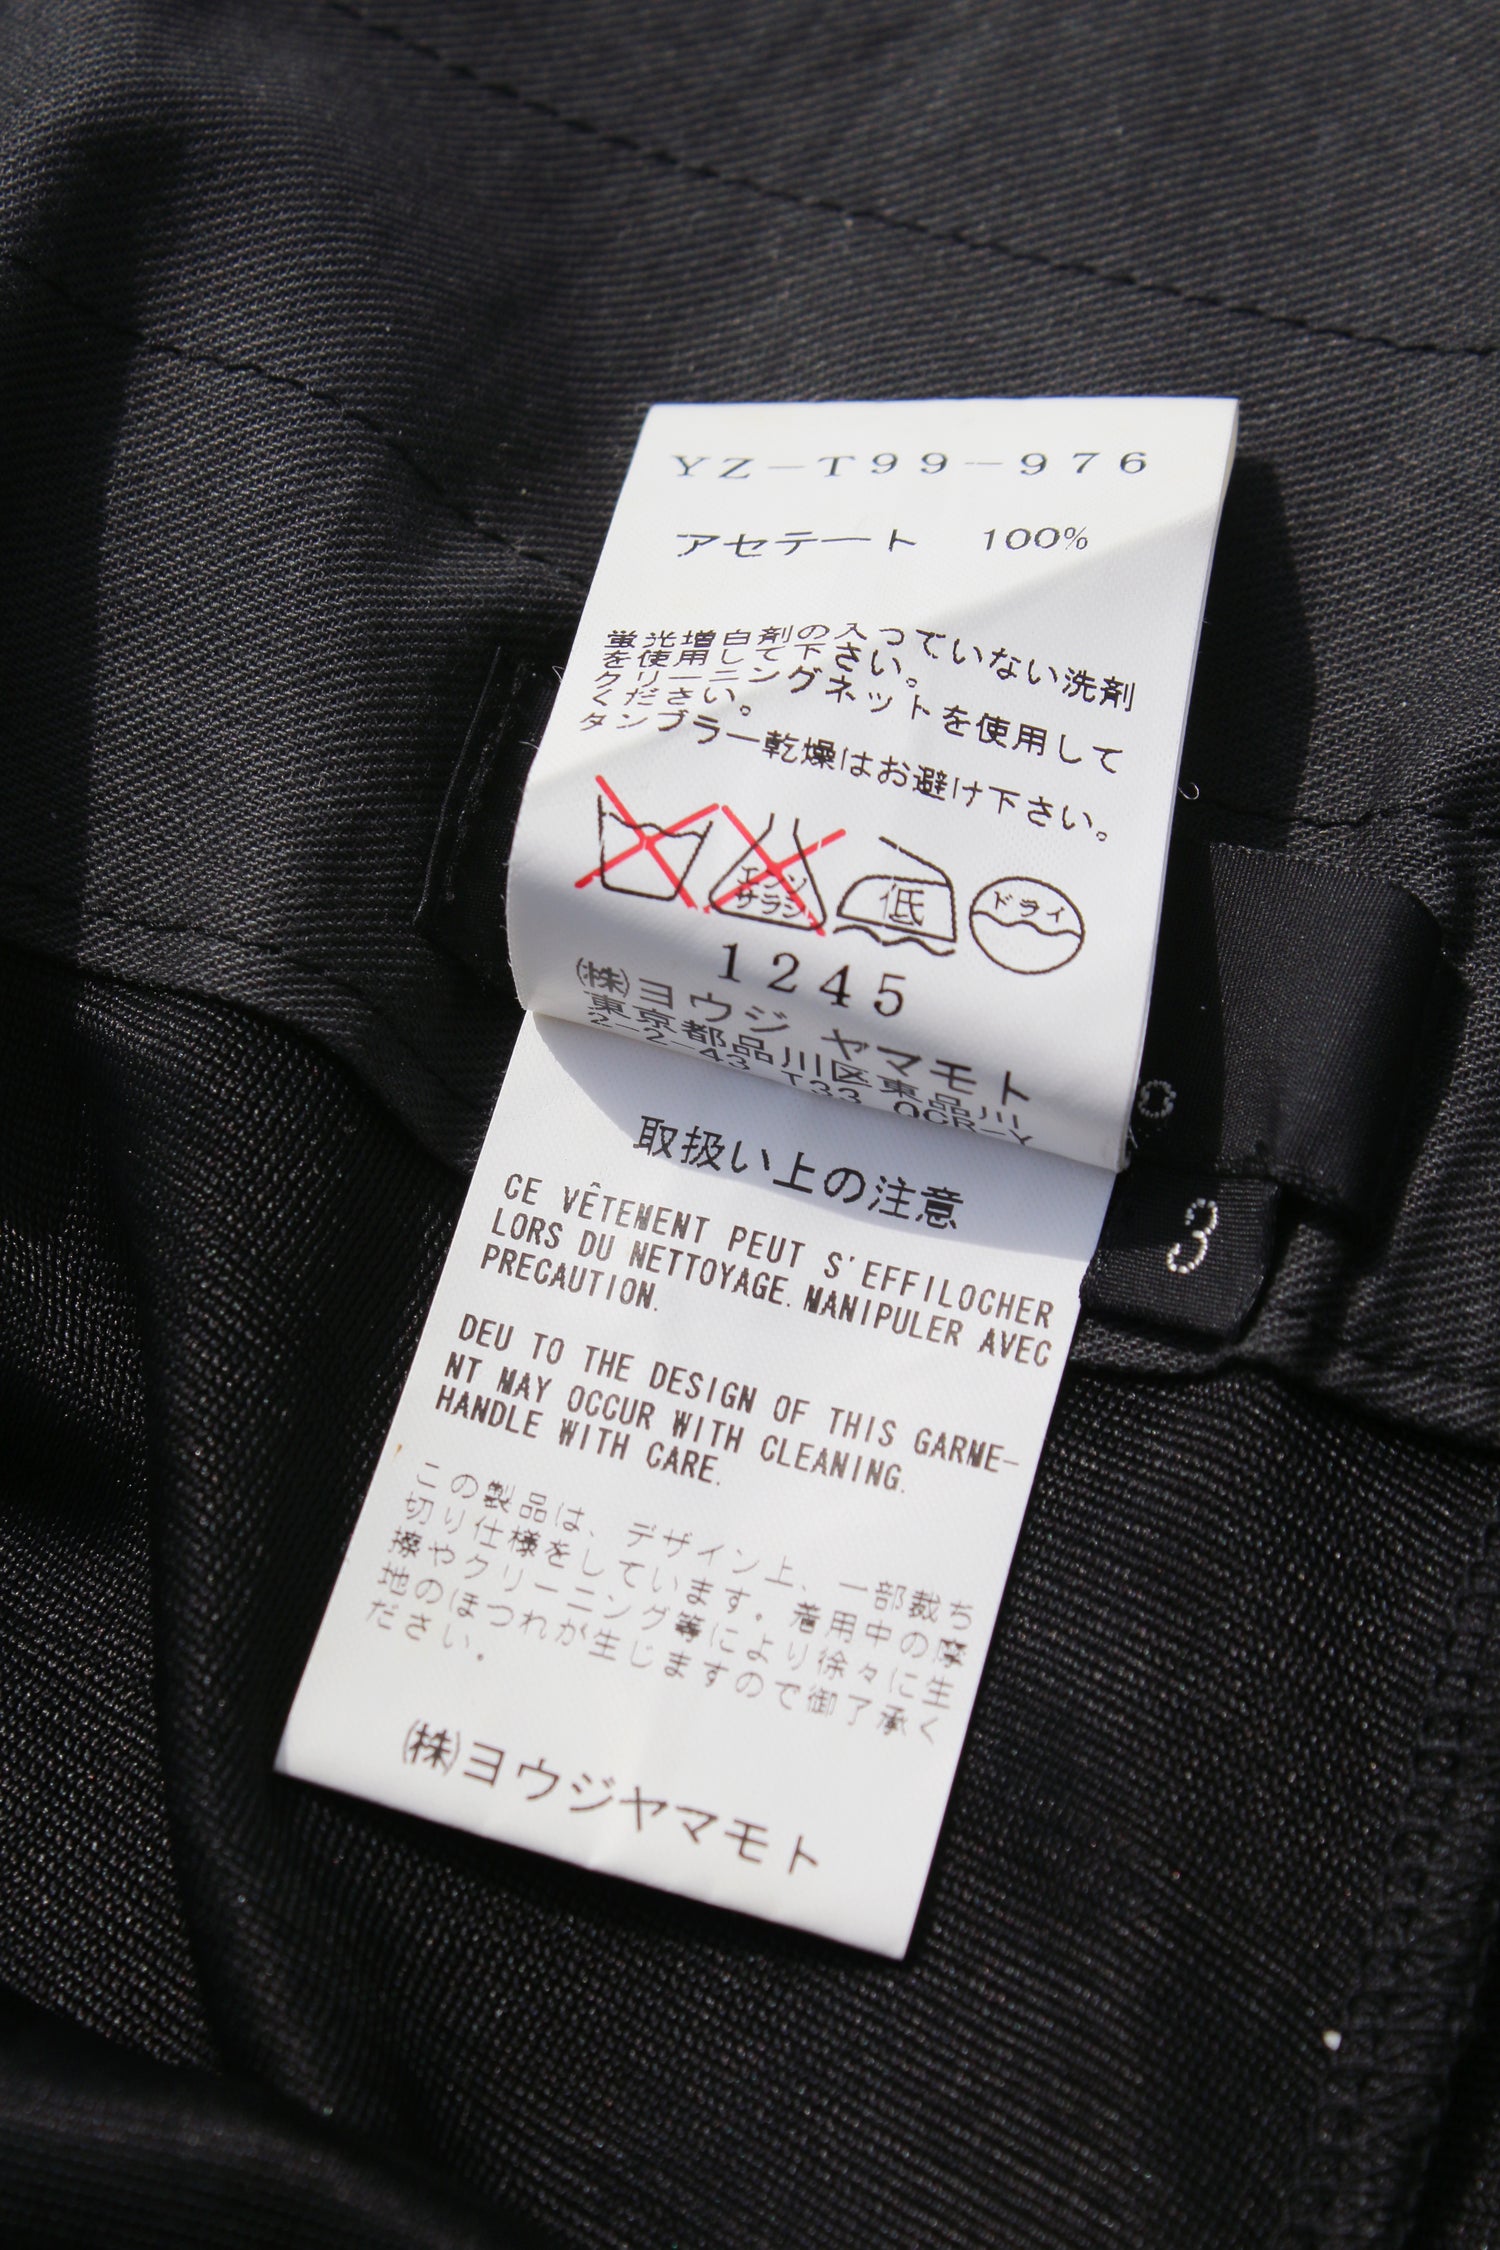 YZ-T99-976
アセテート 100%
蛍光増白剤の入っていない洗剤
を使用して下さい。
クリーニングネットを使用して
ください。
タンブラー乾燥はお避け下さい。
エンソ
サラシ
低
ドライ
1245
㈱ヨウジ ヤマモト
東京都品川区東品川
2-2-43 T33 OCR-Y
3
取扱い上の注意
CE VÊTEMENT PEUT S'EFFILOCHER
LORS DU NETTOYAGE. MANIPULER AVEC
PRECAUTION.
DEU TO THE DESIGN OF THIS GARME-
NT MAY OCCUR WITH CLEANING.
HANDLE WITH CARE.
この製品は、デザイン上、一部裁ち
切り仕様をしています。着用中の摩
擦やクリーニング等により徐々に生
地のほつれが生じますので御了承く
ださい。
㈱ヨウジヤマモト